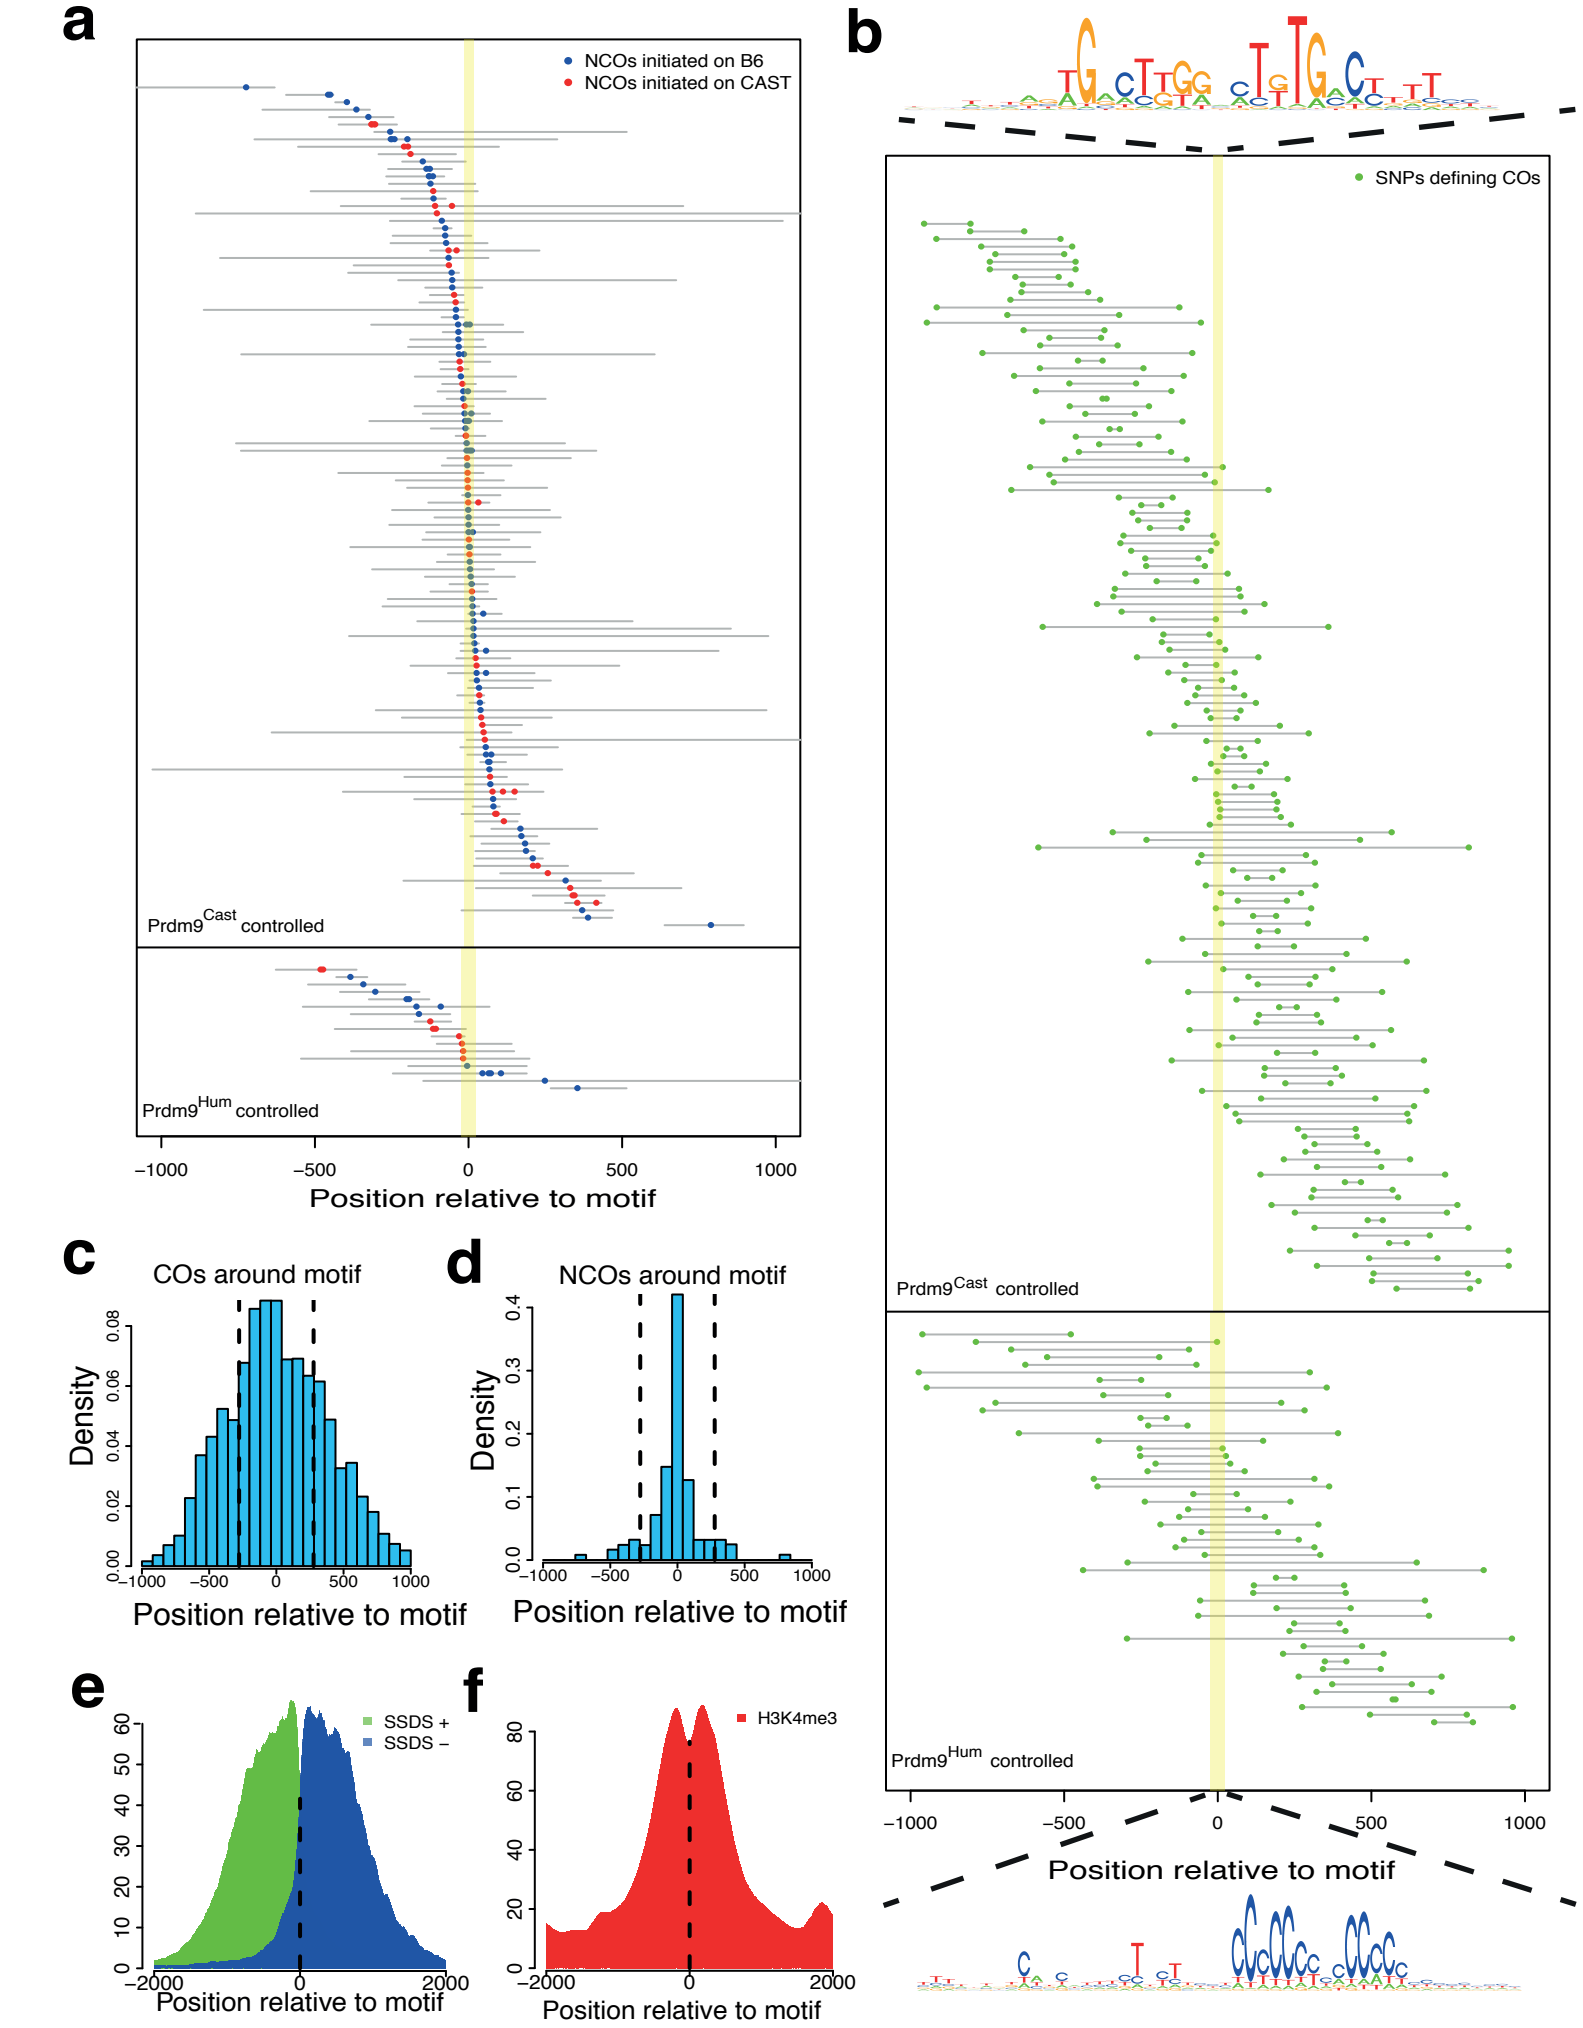 a
NCOs initiated on B6
NCOs initiated on CAST
Prdm9Cast controlled
Prdm9Hum controlled
−1000 −500 0 500 1000
Position relative to motif
b
SNPs defining COs
Prdm9Cast controlled
Prdm9Hum controlled
−1000 −500 0 500 1000
Position relative to motif
c
COs around motif
Density
0.00 0.02 0.04 0.06 0.08
−1000 −500 0 500 1000
Position relative to motif
d
NCOs around motif
Density
0.0 0.1 0.2 0.3 0.4
−1000 −500 0 500 1000
Position relative to motif
e
SSDS +
SSDS −
0 10 20 30 40 50 60
−2000 0 2000
Position relative to motif
f
H3K4me3
0 20 40 60 80
−2000 0 2000
Position relative to motif